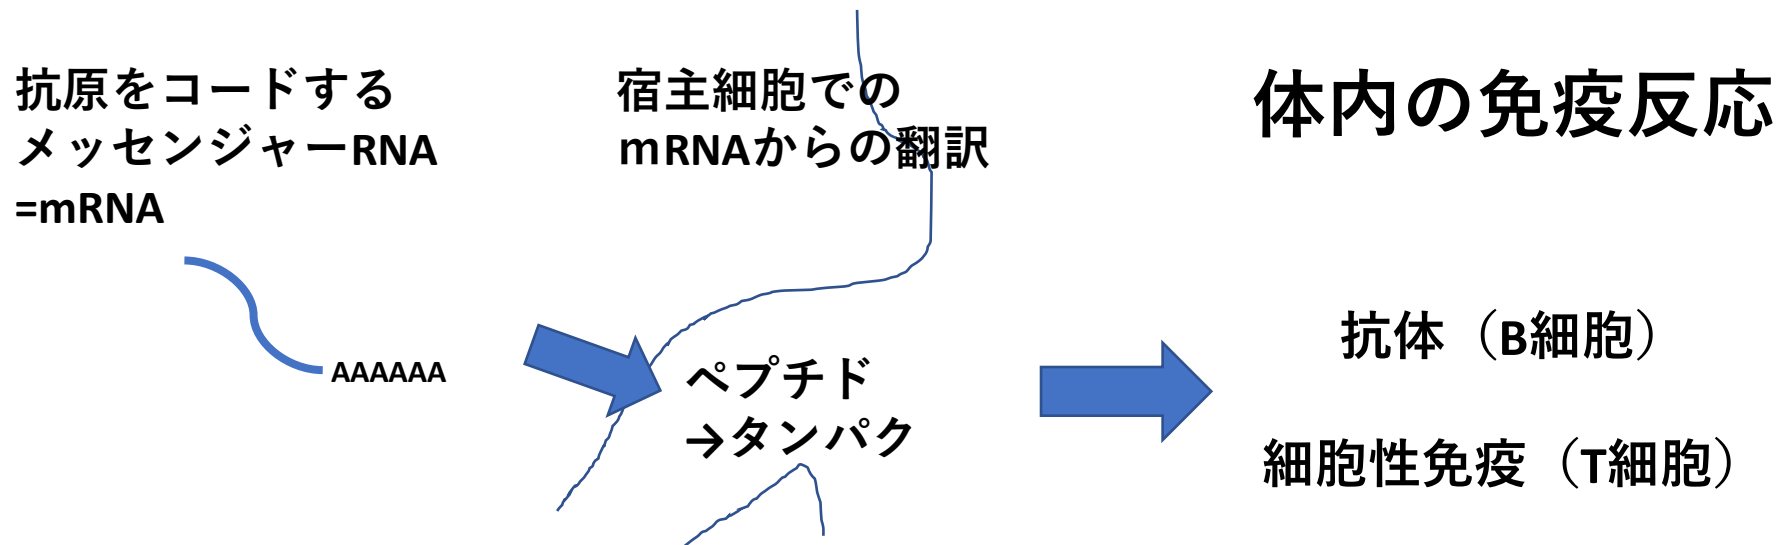 抗原をコードする
メッセンジャーRNA
=mRNA
AAAAAA
宿主細胞での
mRNAからの翻訳
ペプチド
→タンパク
体内の免疫反応
抗体（B細胞）
細胞性免疫（T細胞）